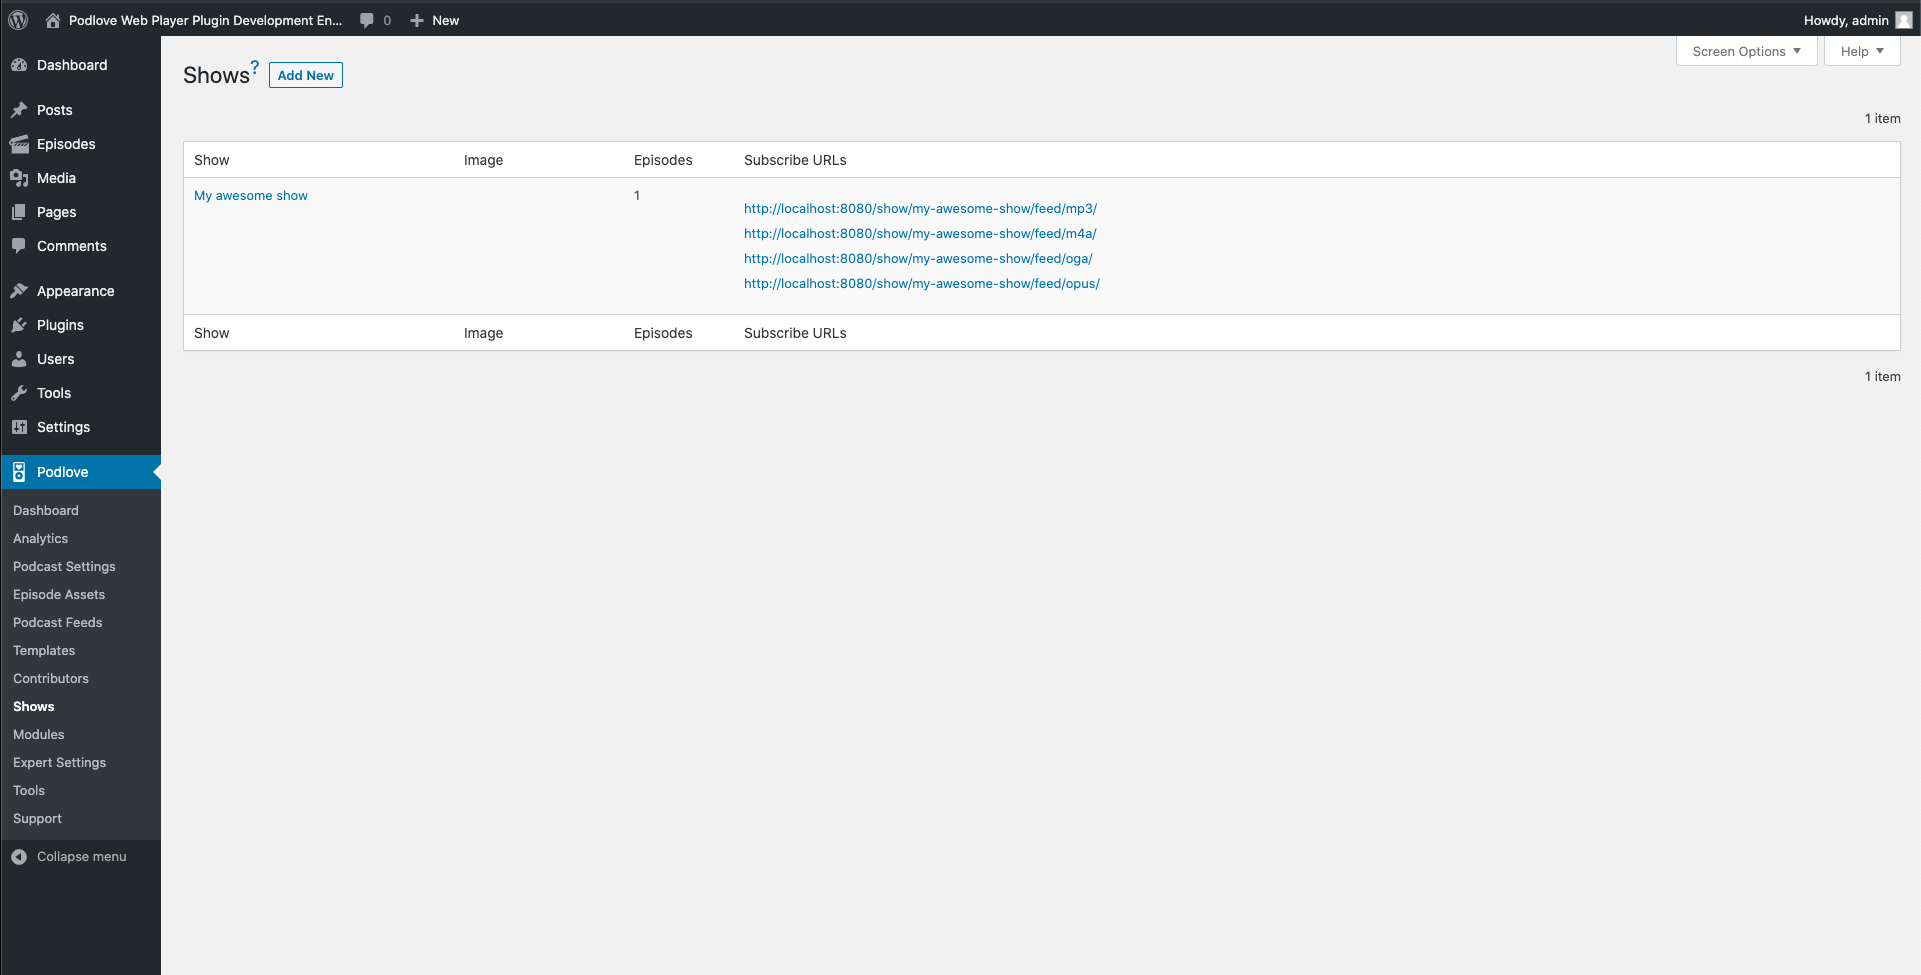 Podlove Web Player Plugin Development En... 0 New Howdy, admin
Screen Options Help
Dashboard
Posts
Episodes
Media
Pages
Comments
Appearance
Plugins
Users
Tools
Settings
Podlove
Dashboard
Analytics
Podcast Settings
Episode Assets
Podcast Feeds
Templates
Contributors
Shows
Modules
Expert Settings
Tools
Support
Collapse menu
Shows? Add New
1 item
Show Image Episodes Subscribe URLs
My awesome show 1
http://localhost:8080/show/my-awesome-show/feed/mp3/
http://localhost:8080/show/my-awesome-show/feed/m4a/
http://localhost:8080/show/my-awesome-show/feed/oga/
http://localhost:8080/show/my-awesome-show/feed/opus/
Show Image Episodes Subscribe URLs
1 item